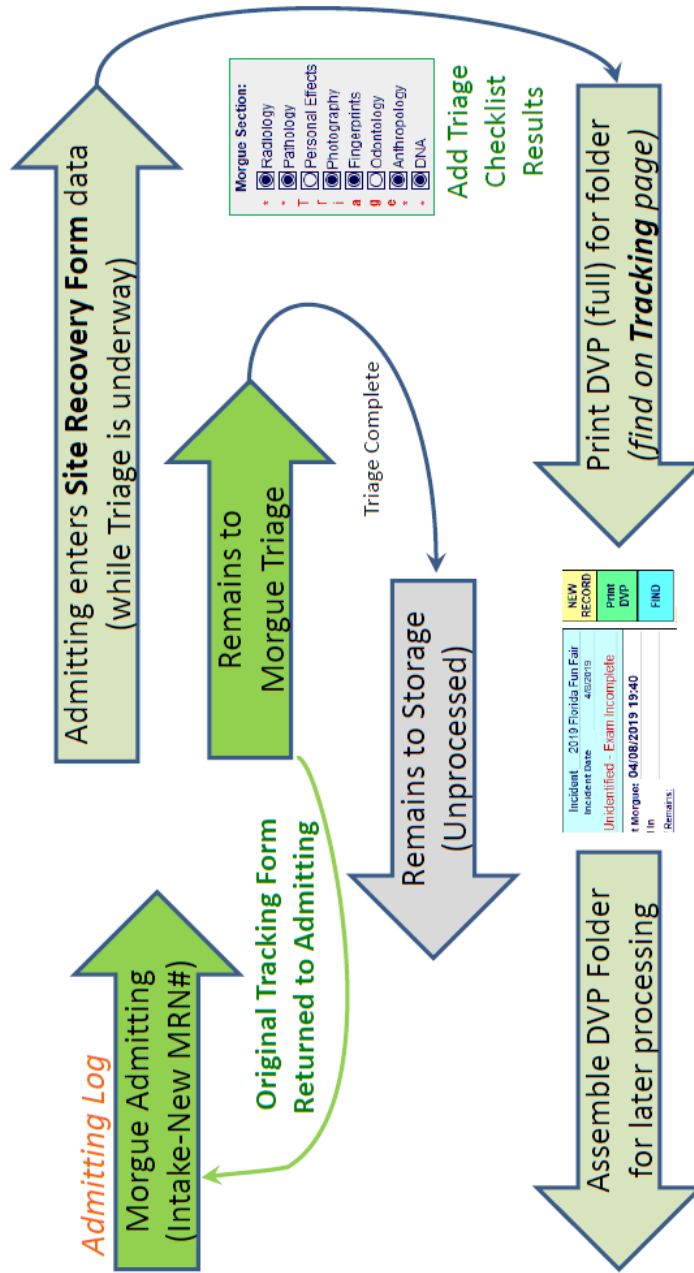 Admitting Log
Morgue Admitting
(Intake-New MRN#)
Original Tracking Form
Returned to Admitting
Remains to
Morgue Triage
Admitting enters Site Recovery Form data
(while Triage is underway)
Triage Complete
Remains to Storage
(Unprocessed)
Morgue Section:
* Radiology
* Pathology
T Personal Effects
r Photography
i Fingerprints
a Odontology
g Anthropology
e DNA
*
*
Add Triage
Checklist
Results
Print DVP (full) for folder
(find on Tracking page)
Incident 2019 Florida Fun Fair
Incident Date 4/8/2019
Unidentified - Exam Incomplete
t Morgue: 04/08/2019 19:40
l In
Remains:
NEW
RECORD
Print
DVP
FIND
Assemble DVP Folder
for later processing